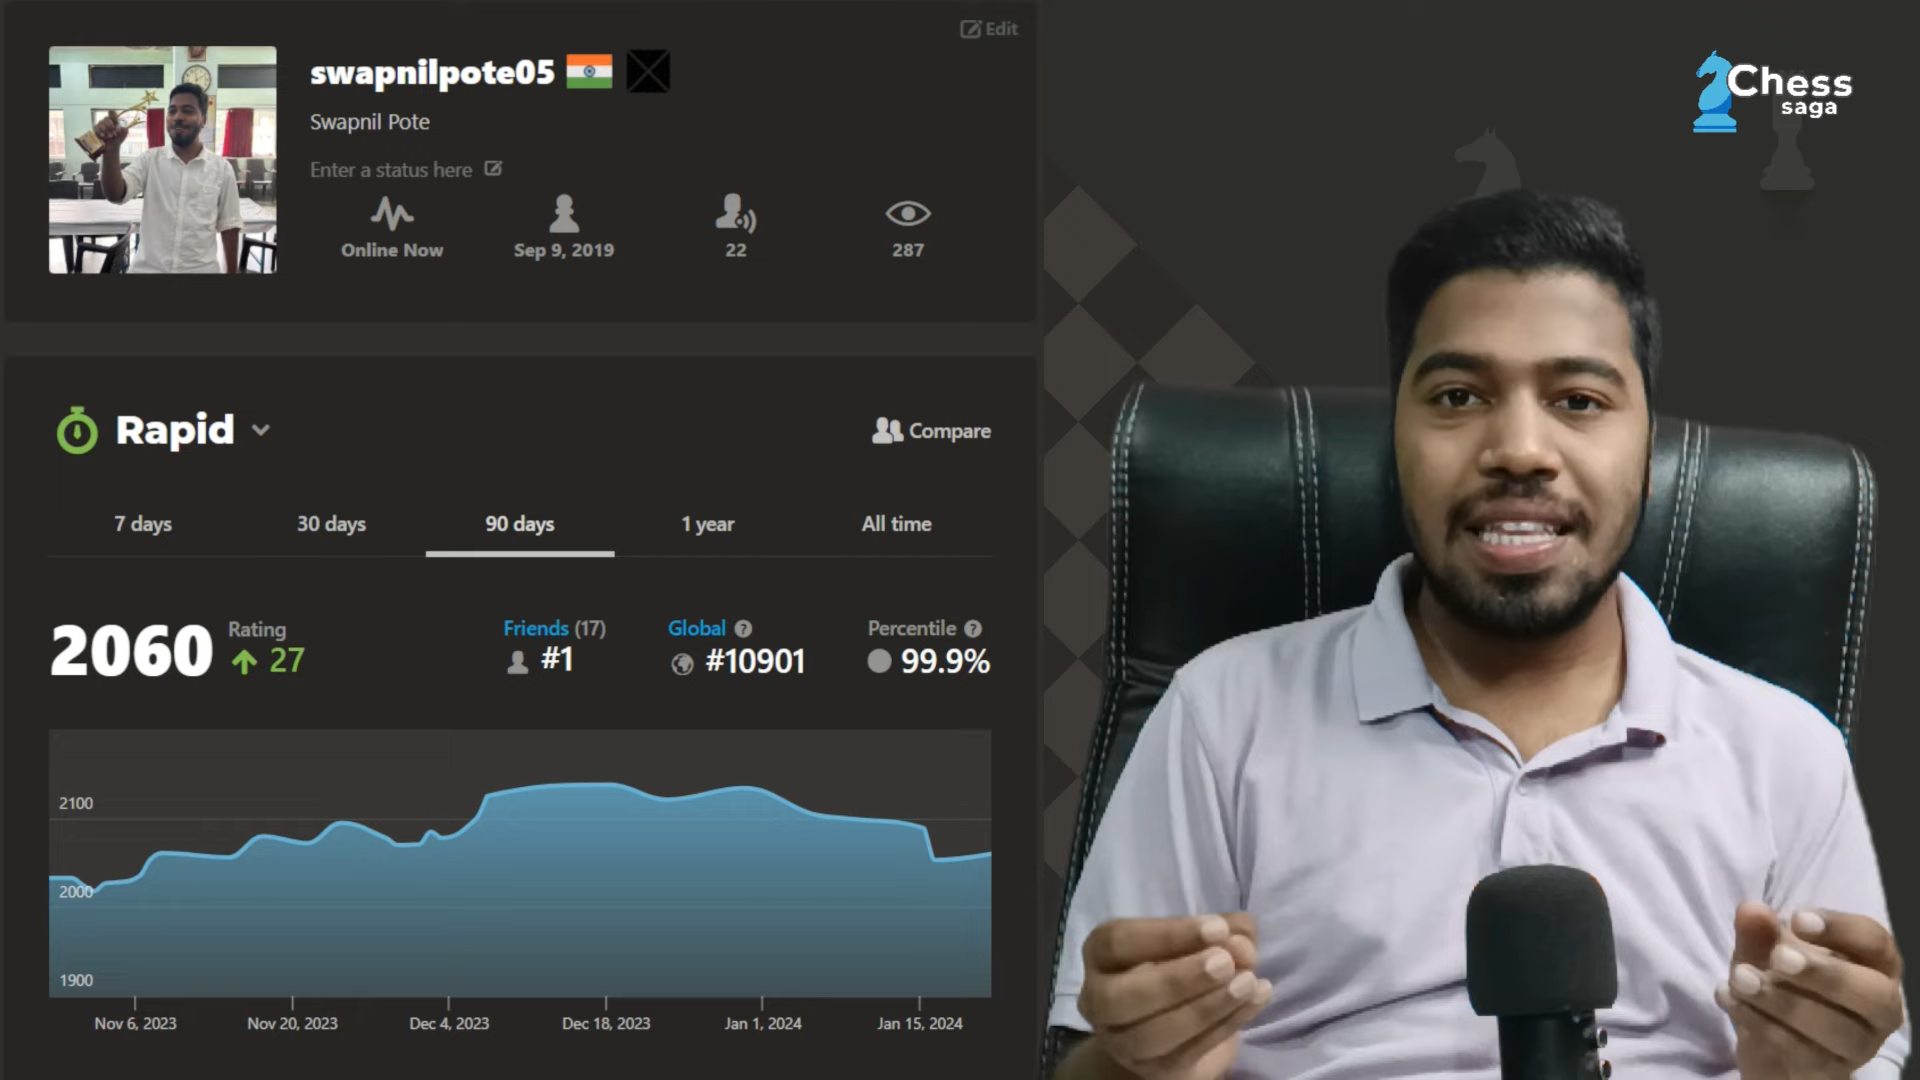 Edit
swapnilpote05
Swapnil Pote
Enter a status here
Online Now
Sep 9, 2019
22
287
Chess
saga
Rapid
Compare
7 days
30 days
90 days
1 year
All time
2060
Rating
27
Friends (17)
#1
Global ?
#10901
Percentile ?
99.9%
2100
2000
1900
Nov 6, 2023
Nov 20, 2023
Dec 4, 2023
Dec 18, 2023
Jan 1, 2024
Jan 15, 2024